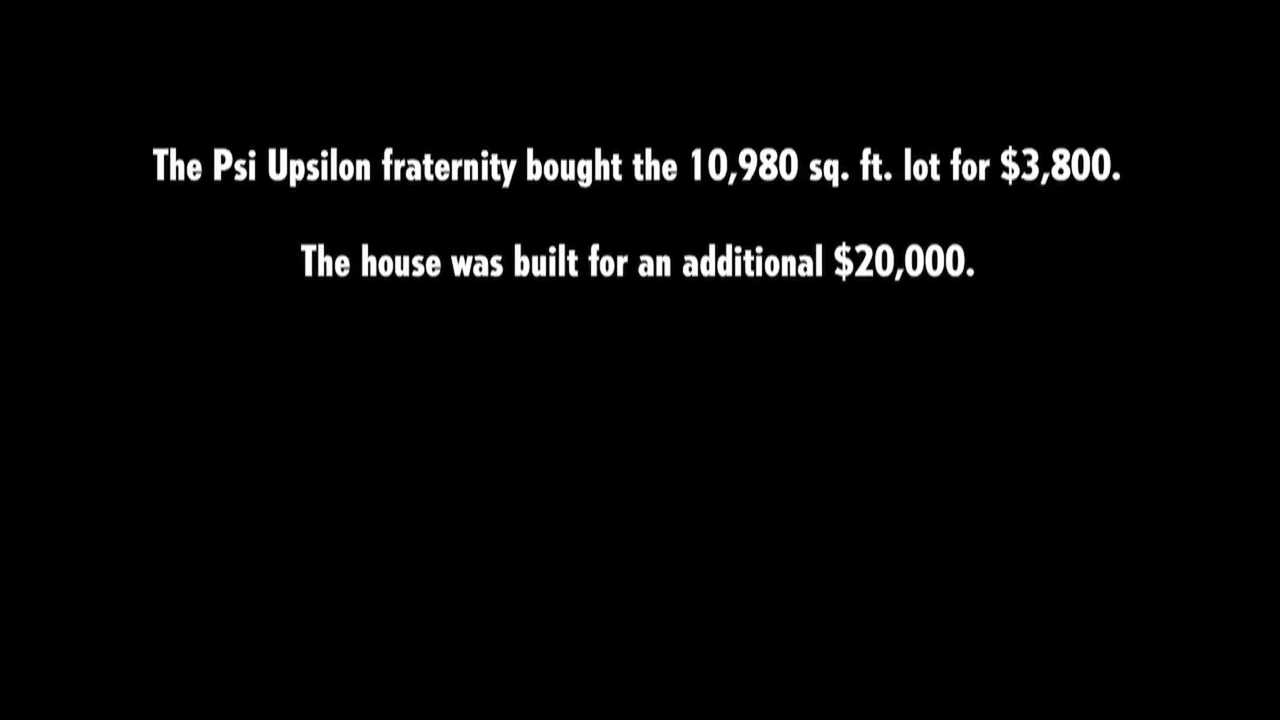 The Psi Upsilon fraternity bought the 10,980 sq. ft. lot for $3,800.
The house was built for an additional $20,000.